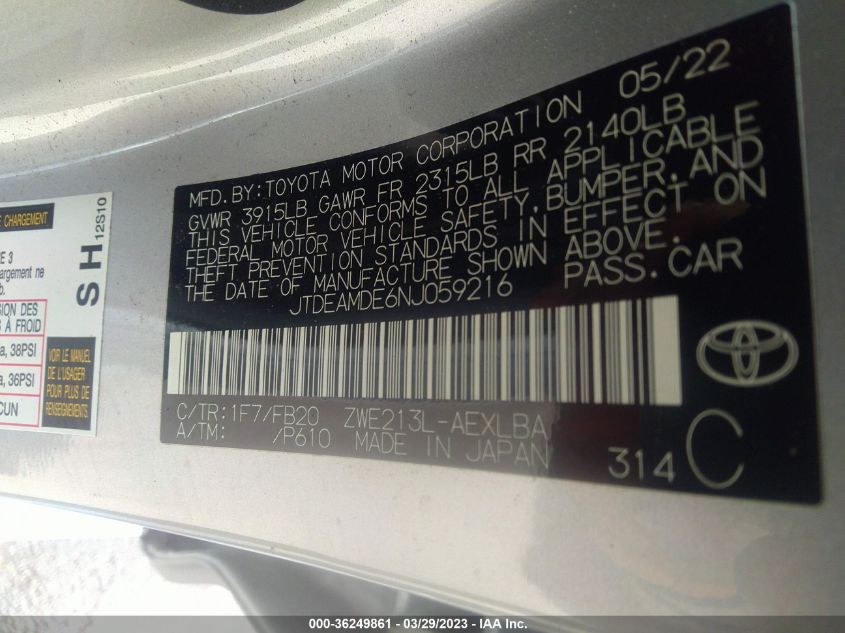 MFD. BY: TOYOTA MOTOR CORPORATION 05/22
GVWR 3915LB GAWR FR 2315LB RR 2140LB
THIS VEHICLE CONFORMS TO ALL APPLICABLE
FEDERAL MOTOR VEHICLE SAFETY, BUMPER, AND
THEFT PREVENTION STANDARDS IN EFFECT ON
THE DATE OF MANUFACTURE SHOWN ABOVE.
JTDEAMDE6NJ059216 PASS. CAR
C/TR: 1F7/FB20 ZWE213L-AEXLBA
A/TM: /P610 MADE IN JAPAN
314 C
CHARGEMENT
E 3
argement ne
b.
SION DES
S À FROID
a, 38PSI
a, 36PSI
CUN
VOIR LE MANUEL
DE L'USAGER
POUR PLUS DE
RENSEIGNEMENTS
SH 12S10
000-36249861 - 03/29/2023 - IAA Inc.